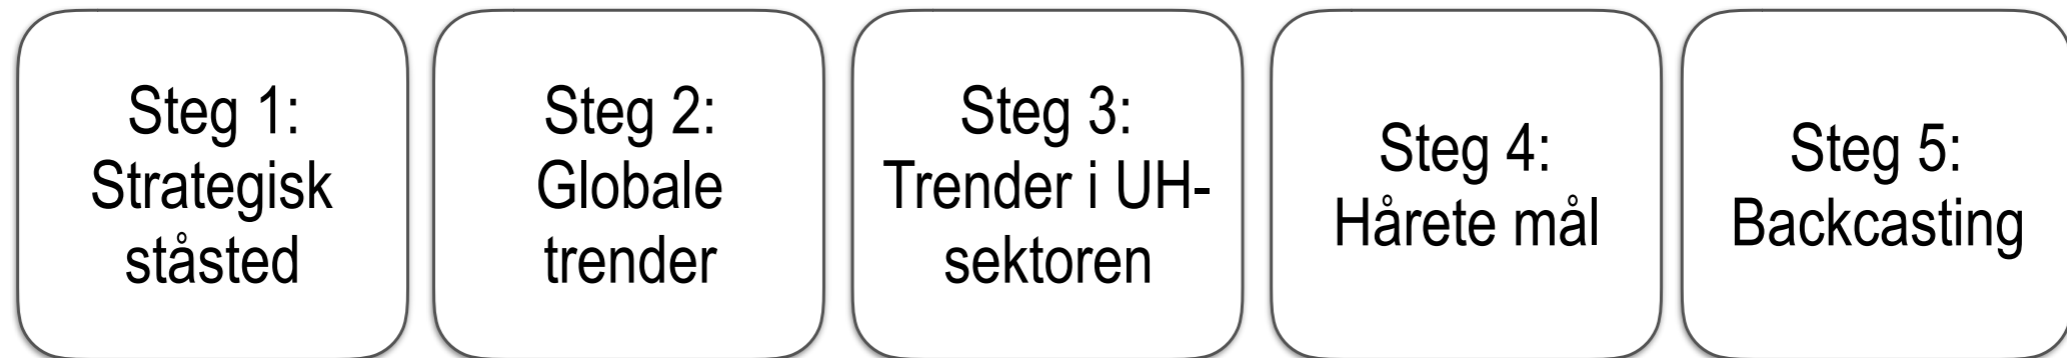 Steg 1:
Strategisk
ståsted
Steg 2:
Globale
trender
Steg 3:
Trender i UH-
sektoren
Steg 4:
Hårete mål
Steg 5:
Backcasting